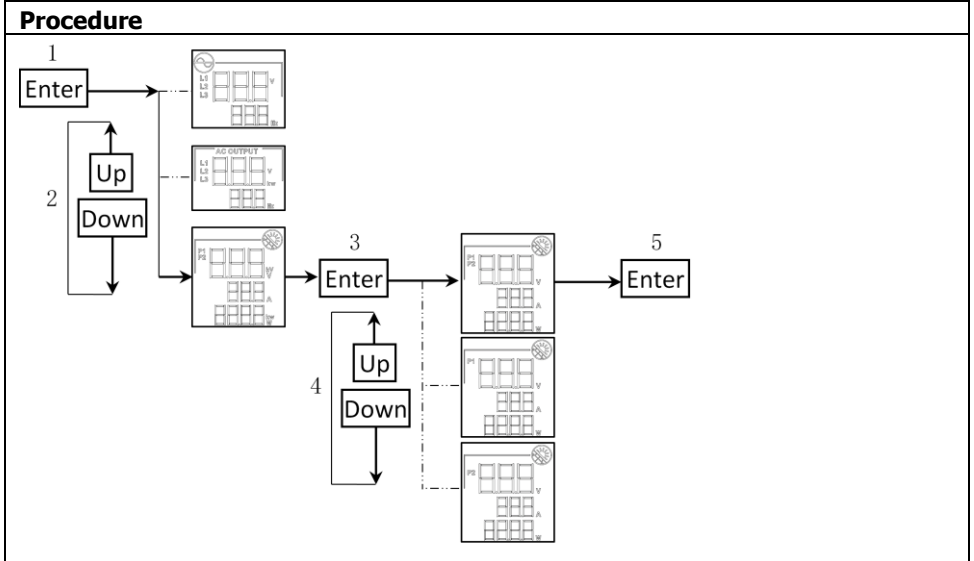 Procedure
1
Enter
L1
L2
L3
V
Hz
2
Up
Down
AC OUTPUT
L1
L2
L3
V
kw
Hz
P1
P2
V
A
kw
W
3
Enter
4
Up
Down
P1
P2
V
A
W
P1
V
A
W
P2
V
A
W
5
Enter